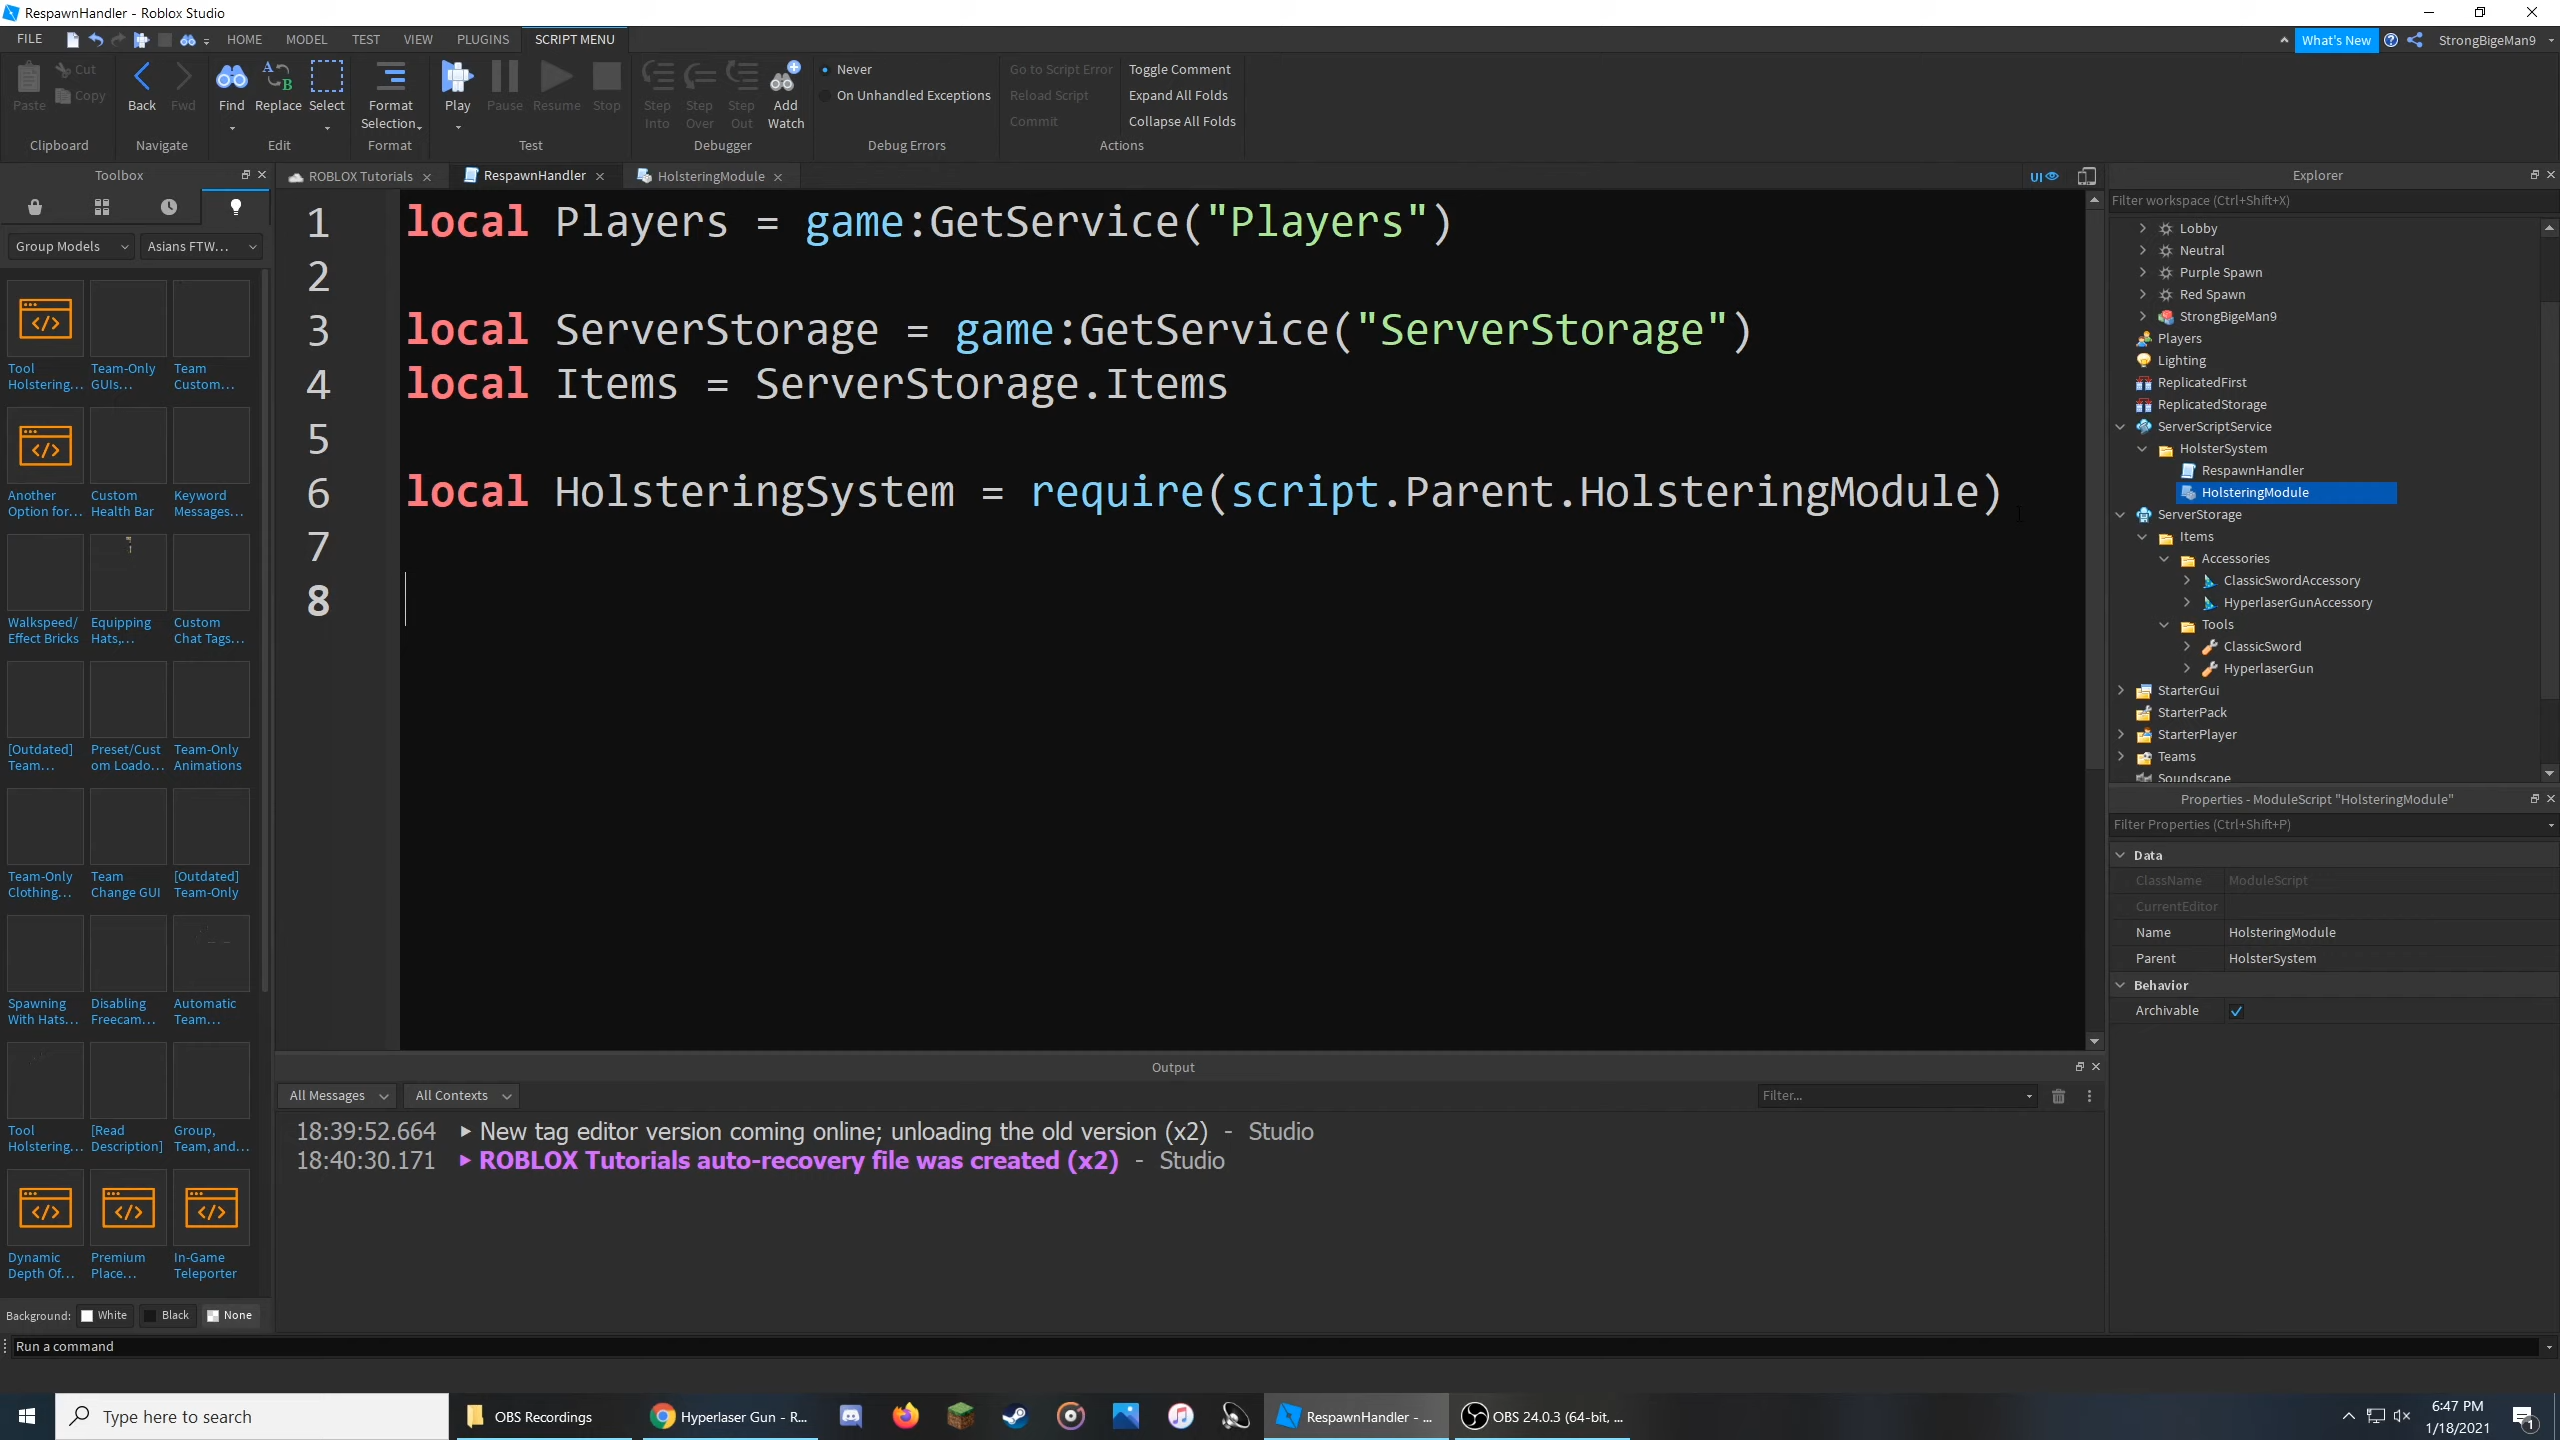 RespawnHandler - Roblox Studio
FILE HOME MODEL TEST VIEW PLUGINS SCRIPT MENU
What's New StrongBigeMan9
Paste Cut Copy
Clipboard
Back Fwd
Navigate
Find Replace Select
Edit
Format Selection
Format
Play Pause Resume Stop
Test
Step Into Step Over Step Out Add Watch
Debugger
Never
On Unhandled Exceptions
Debug Errors
Go to Script Error
Reload Script
Commit
Toggle Comment
Expand All Folds
Collapse All Folds
Actions
Toolbox
Group Models Asians FTW...
Tool Holstering... Team-Only GUIs... Team Custom...
Another Option for... Custom Health Bar Keyword Messages...
Walkspeed/ Effect Bricks Equipping Hats,... Custom Chat Tags...
[Outdated] Team... Preset/Cust om Loado... Team-Only Animations
Team-Only Clothing... Team Change GUI [Outdated] Team-Only
Spawning With Hats... Disabling Freecam... Automatic Team...
Tool Holstering... [Read Description] Group, Team, and...
Dynamic Depth Of... Premium Place... In-Game Teleporter
Background: White Black None
ROBLOX Tutorials RespawnHandler HolsteringModule
UI
1 local Players = game:GetService("Players")
2
3 local ServerStorage = game:GetService("ServerStorage")
4 local Items = ServerStorage.Items
5
6 local HolsteringSystem = require(script.Parent.HolsteringModule)
7
8
Output
All Messages All Contexts Filter...
18:39:52.664 New tag editor version coming online; unloading the old version (x2) - Studio
18:40:30.171 ROBLOX Tutorials auto-recovery file was created (x2) - Studio
Explorer
Filter workspace (Ctrl+Shift+X)
Lobby
Neutral
Purple Spawn
Red Spawn
StrongBigeMan9
Players
Lighting
ReplicatedFirst
ReplicatedStorage
ServerScriptService
HolsterSystem
RespawnHandler
HolsteringModule
ServerStorage
Items
Accessories
ClassicSwordAccessory
HyperlaserGunAccessory
Tools
ClassicSword
HyperlaserGun
StarterGui
StarterPack
StarterPlayer
Teams
Soundscape
Properties - ModuleScript "HolsteringModule"
Filter Properties (Ctrl+Shift+P)
Data
ClassName ModuleScript
CurrentEditor
Name HolsteringModule
Parent HolsterSystem
Behavior
Archivable
Run a command
Type here to search
OBS Recordings
Hyperlaser Gun - R...
RespawnHandler - ...
OBS 24.0.3 (64-bit, ...
6:47 PM
1/18/2021
1